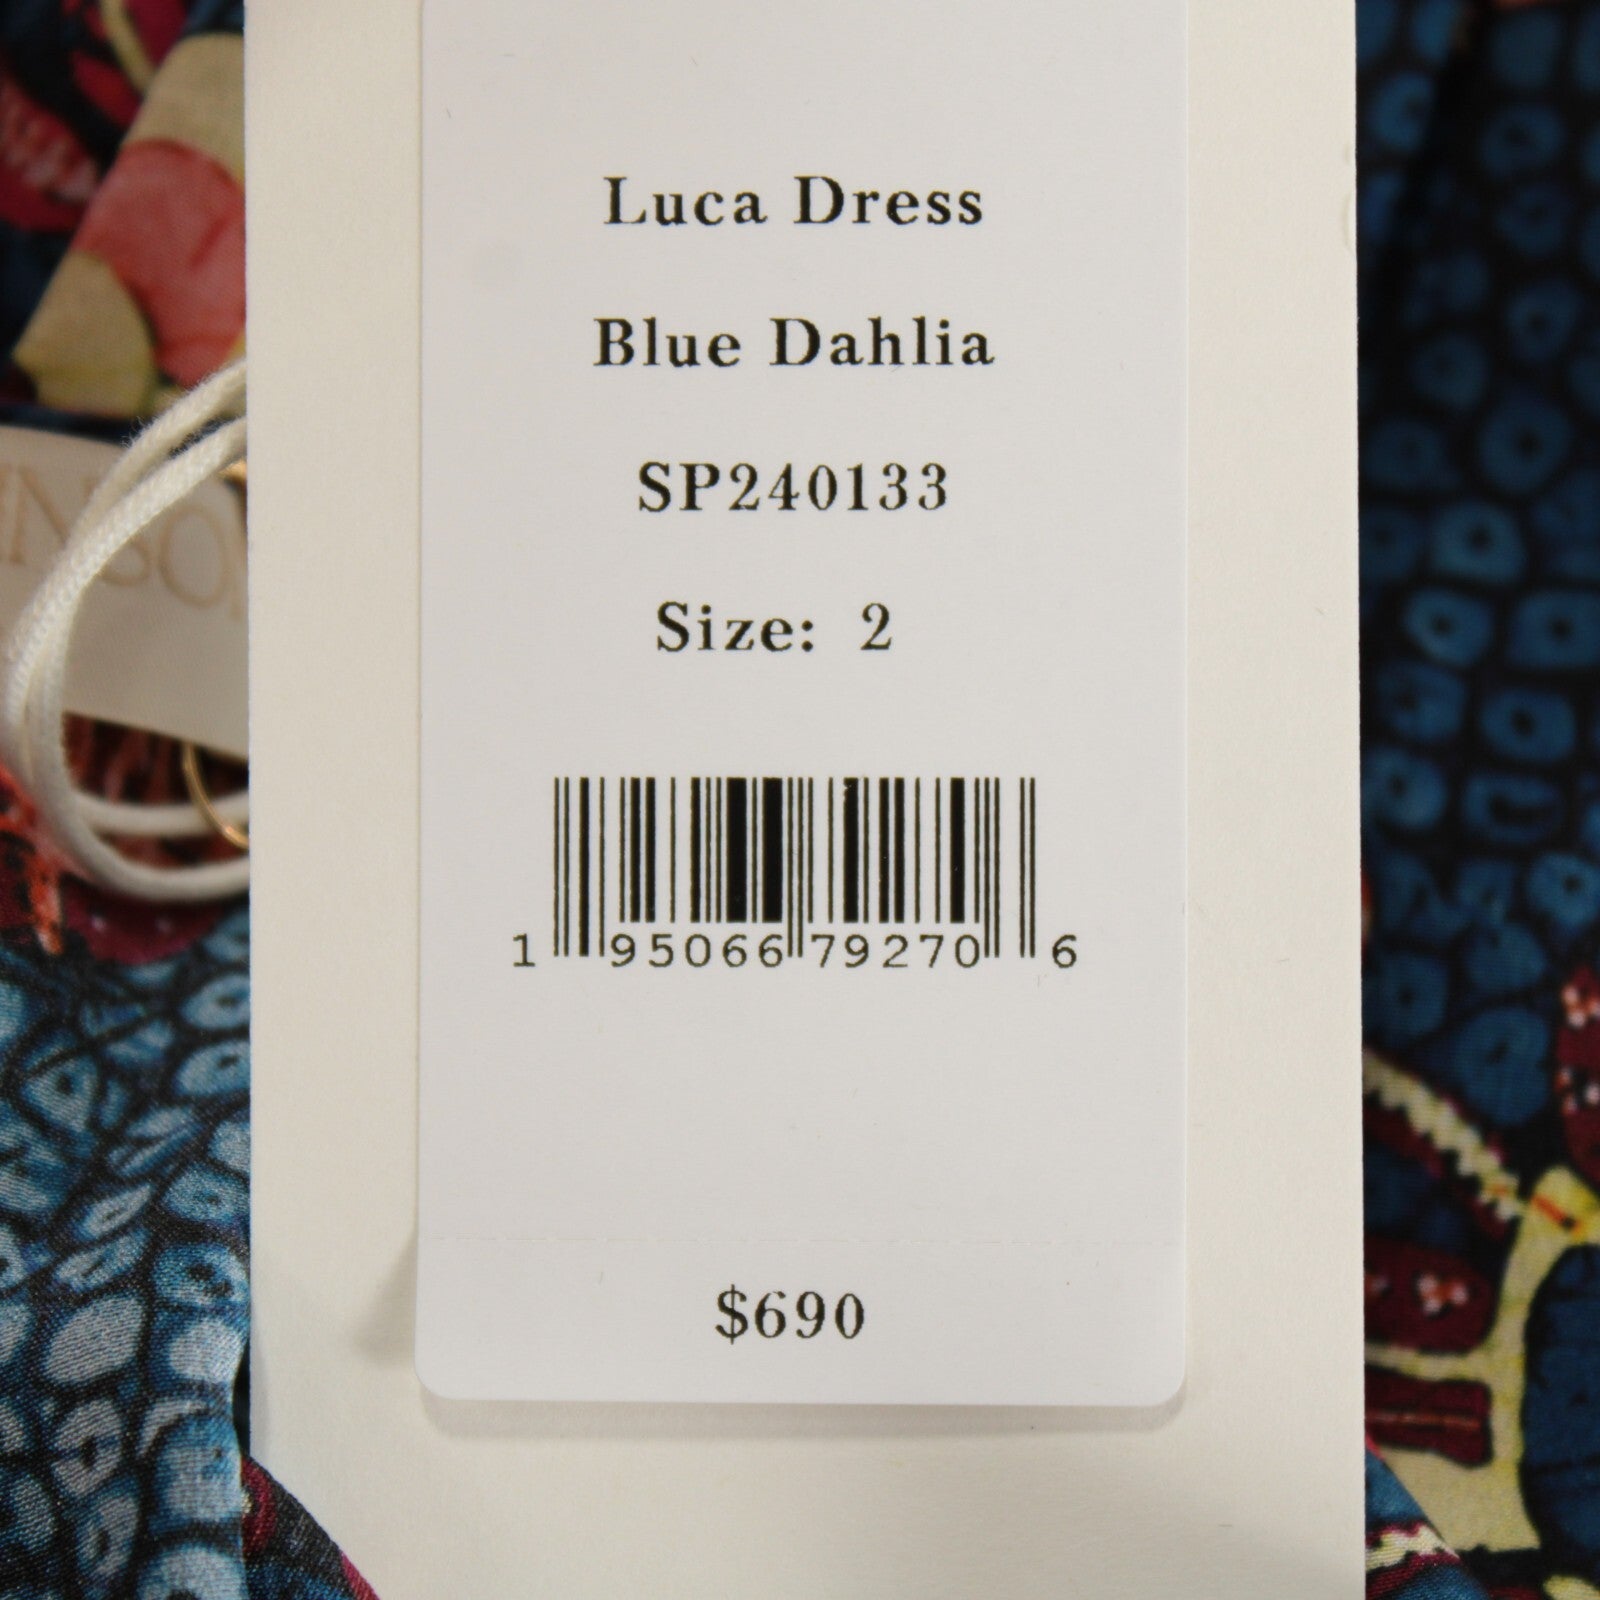 Luca Dress
Blue Dahlia
SP240133
Size: 2
1 95066 79270 6
$690